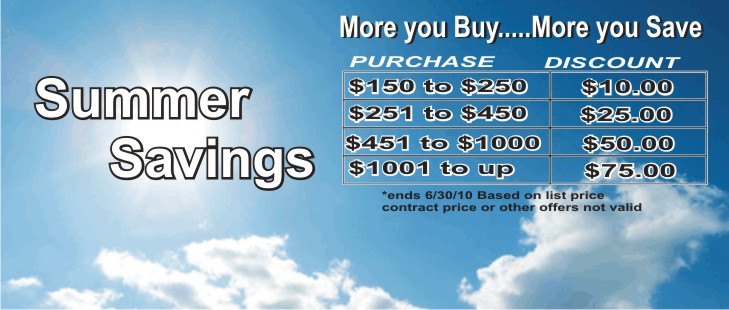 Summer
Savings
More you Buy.....More you Save
PURCHASE DISCOUNT
$150 to $250 $10.00
$251 to $450 $25.00
$451 to $1000 $50.00
$1001 to up $75.00
*ends 6/30/10 Based on list price
contract price or other offers not valid